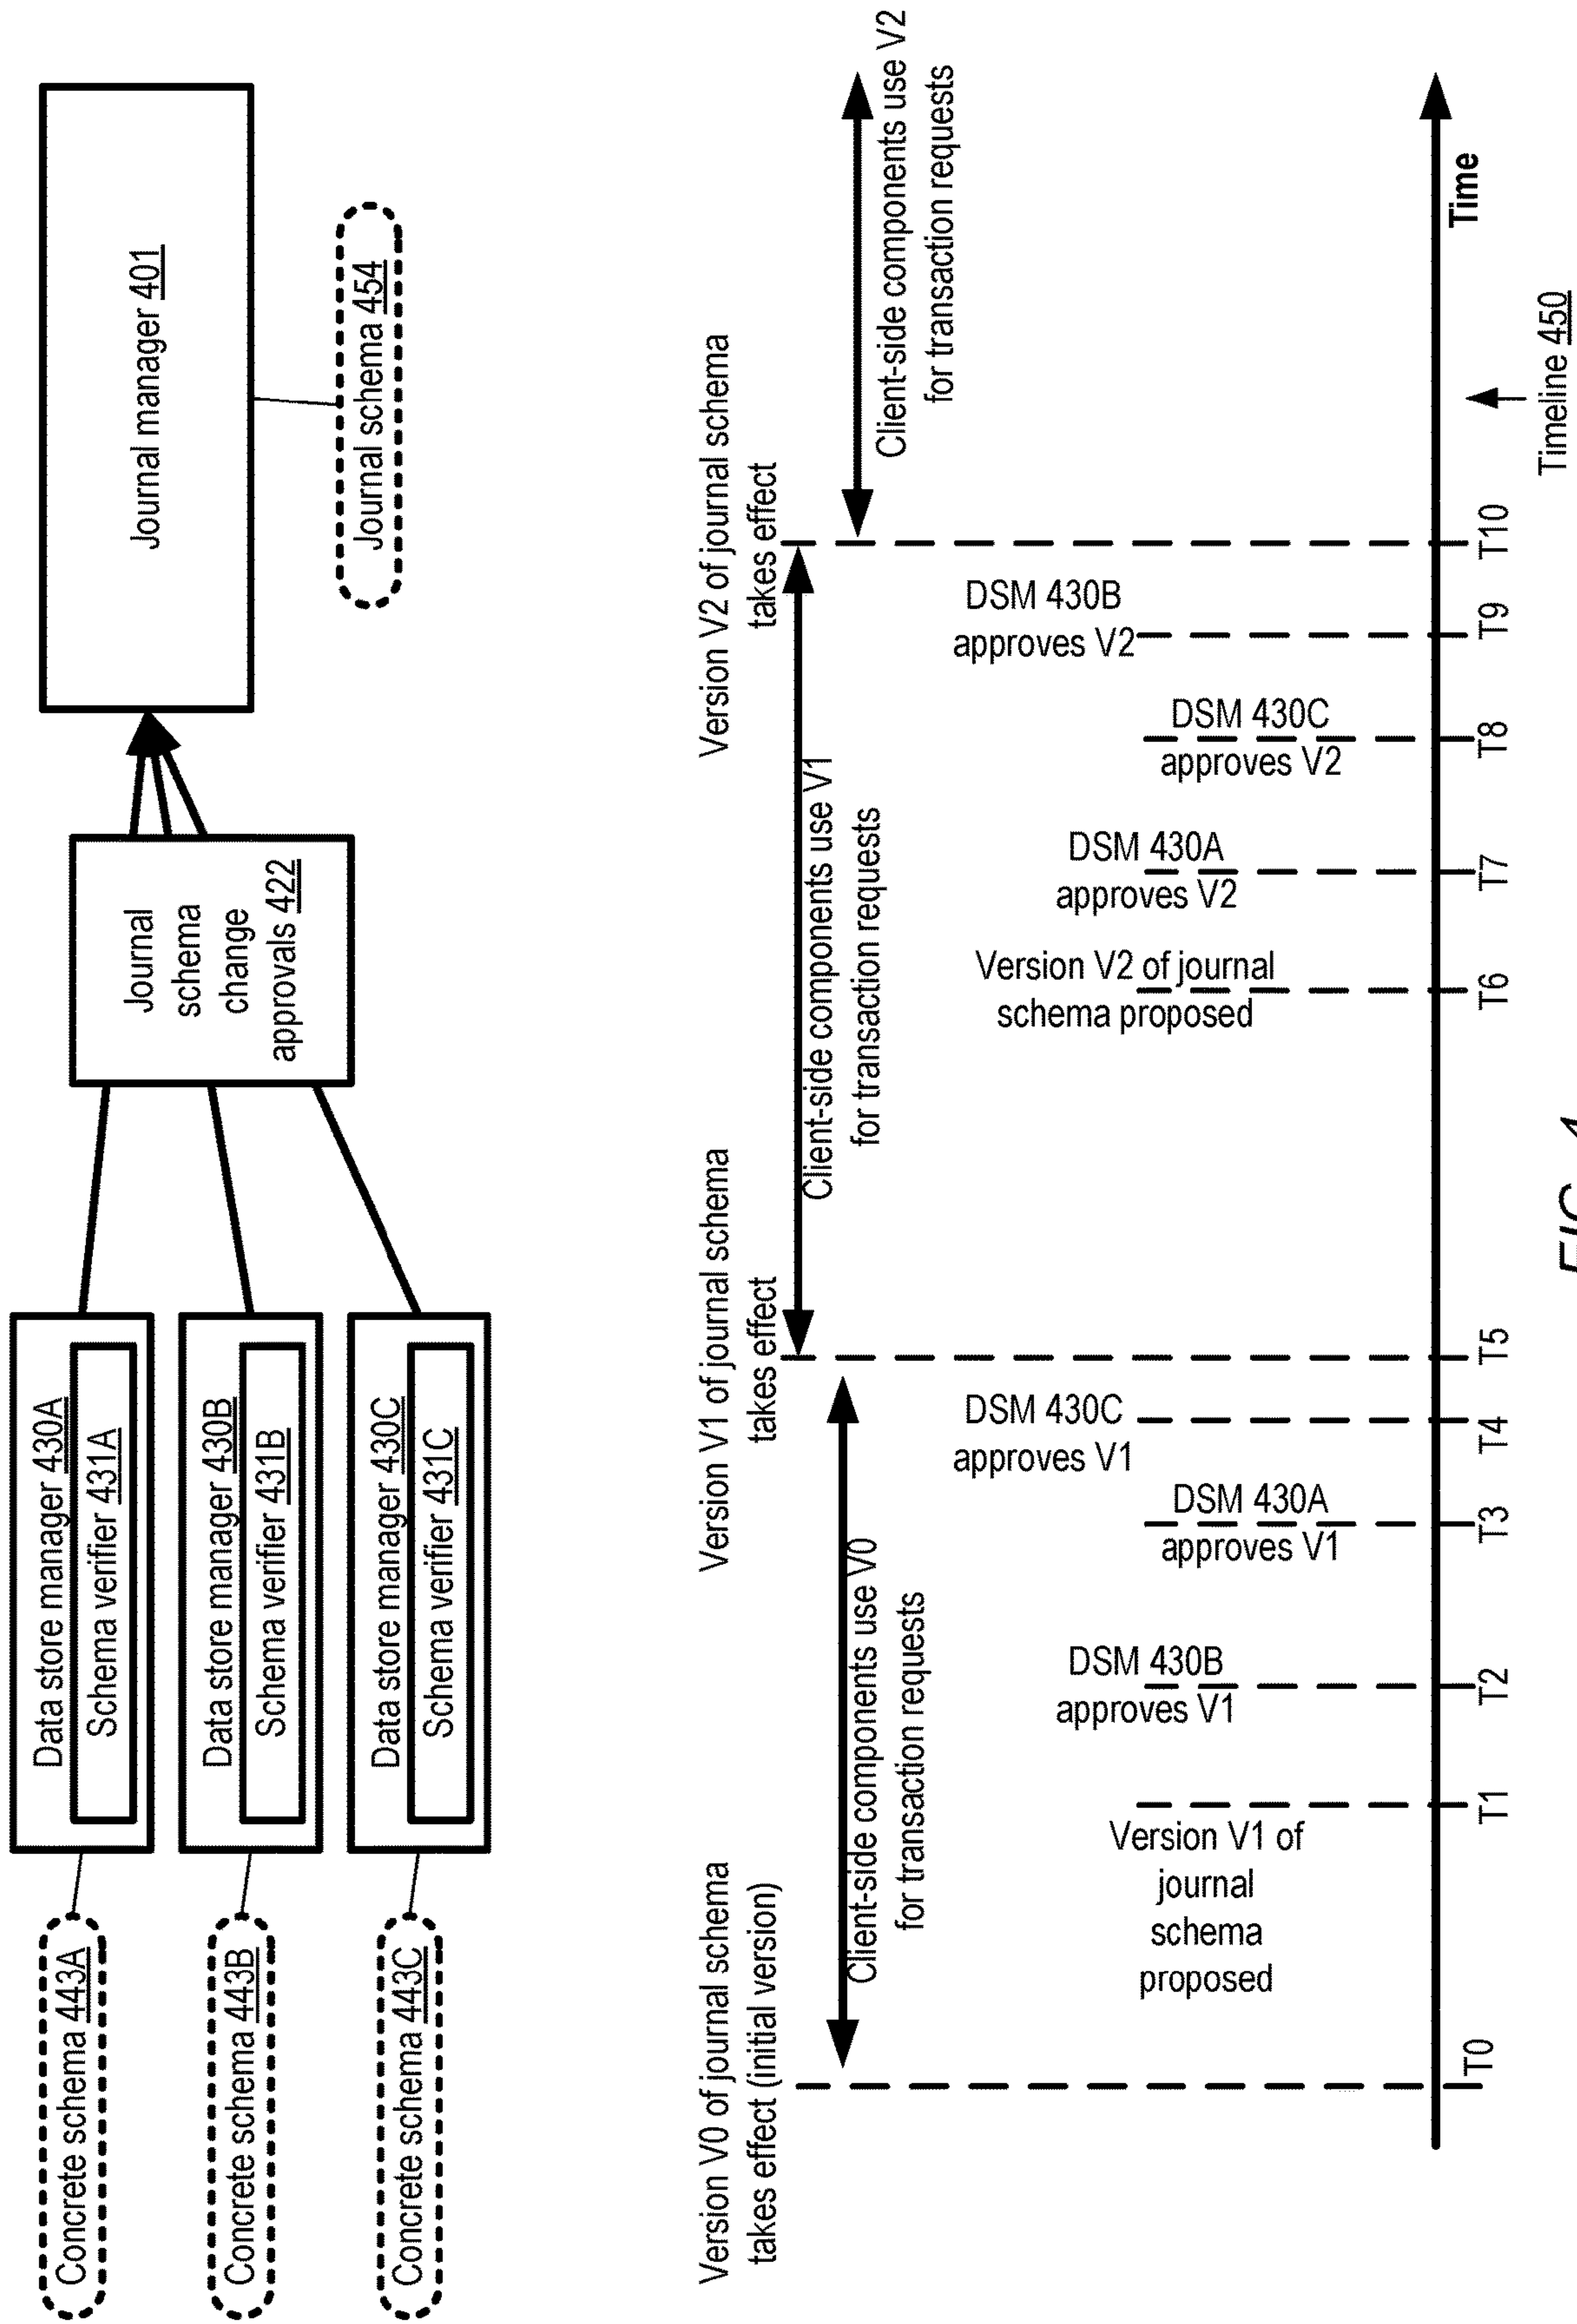 Concrete schema 443A
Data store manager 430A
Schema verifier 431A
Concrete schema 443B
Data store manager 430B
Schema verifier 431B
Concrete schema 443C
Data store manager 430C
Schema verifier 431C
Journal
schema
change
approvals 422
Journal manager 401
Journal schema 454
Version V0 of journal schema
takes effect (initial version)
Version V1 of journal schema
takes effect
Version V2 of journal schema
takes effect
Client-side components use V0
for transaction requests
Client-side components use V1
for transaction requests
Client-side components use V2
for transaction requests
Version V1 of
journal
schema
proposed
DSM 430B
approves V1
DSM 430A
approves V1
DSM 430C
approves V1
Version V2 of journal
schema proposed
DSM 430A
approves V2
DSM 430C
approves V2
DSM 430B
approves V2
T0
T1
T2
T3
T4
T5
T6
T7
T8
T9
T10
Time
Timeline 450